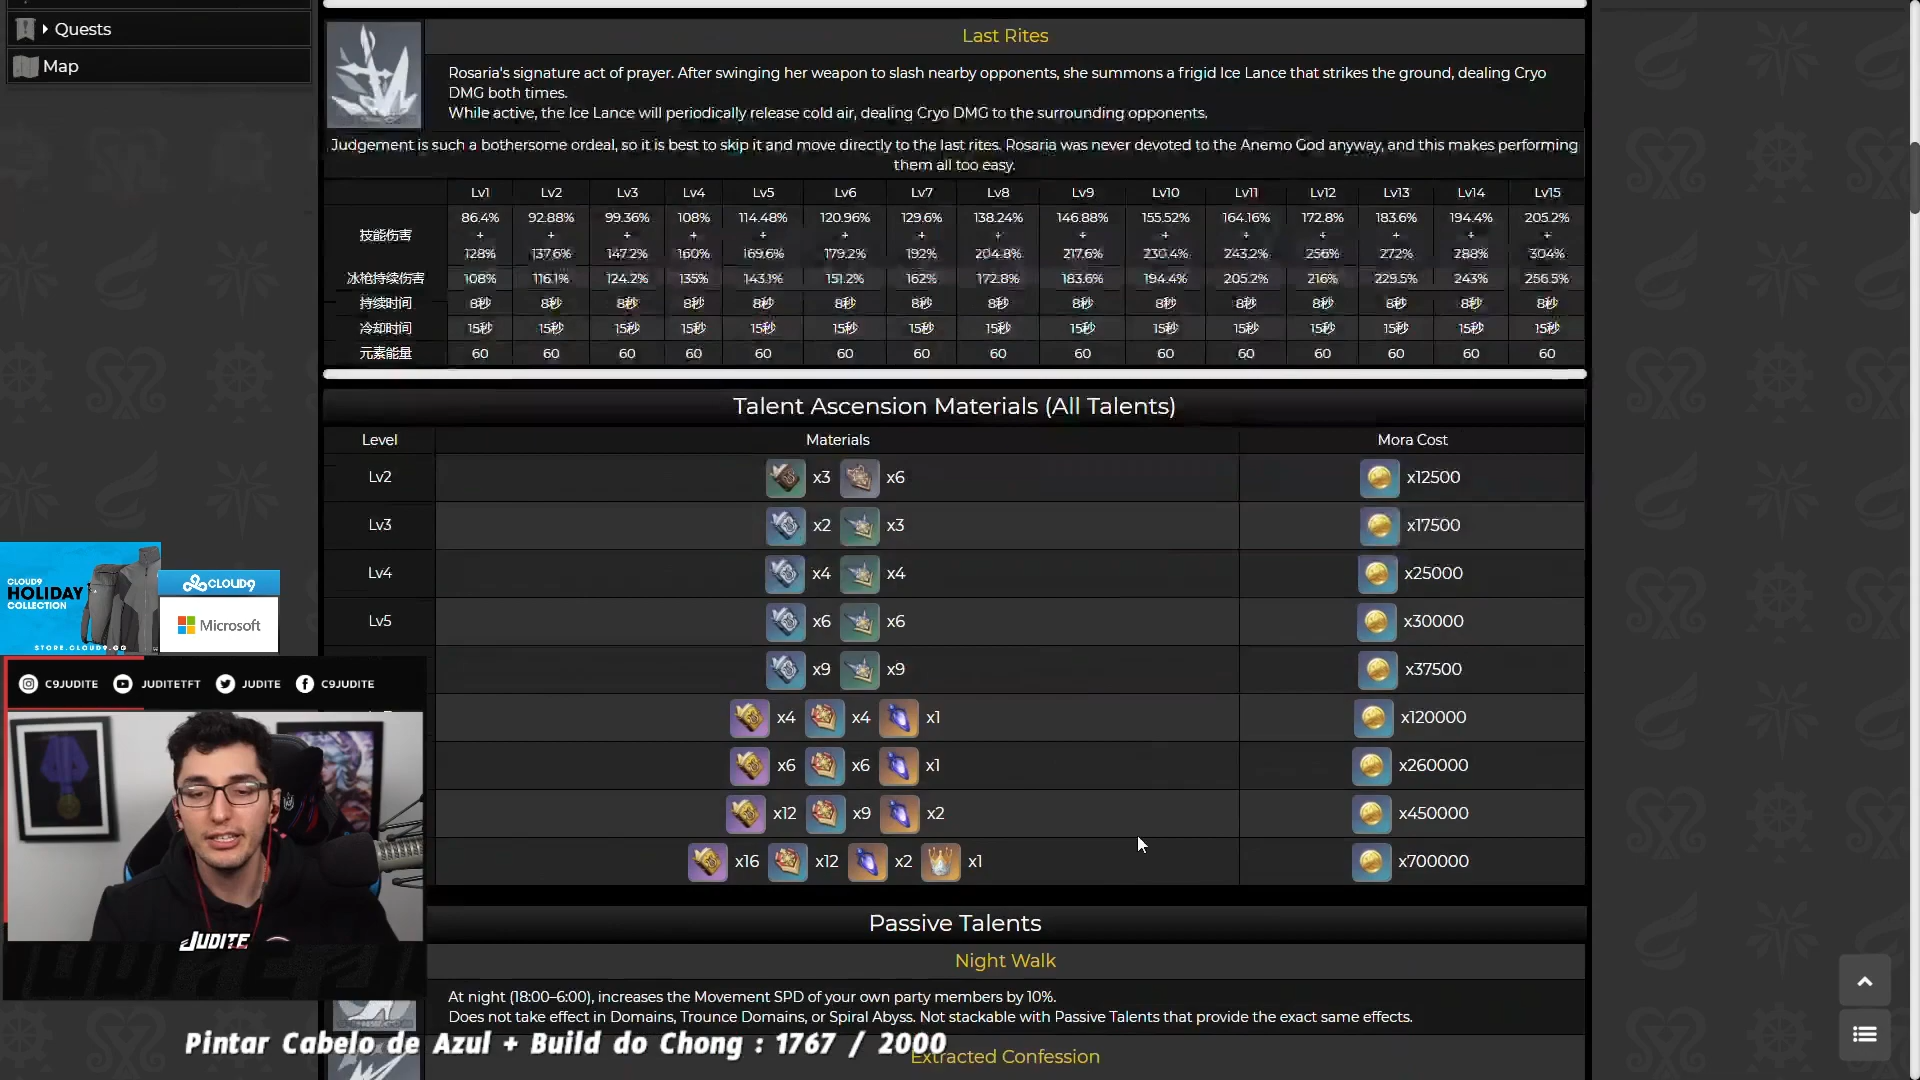 Quests
Map
Last Rites
Rosaria's signature act of prayer. After swinging her weapon to slash nearby opponents, she summons a frigid Ice Lance that strikes the ground, dealing Cryo
DMG both times.
While active, the Ice Lance will periodically release cold air, dealing Cryo DMG to the surrounding opponents.
Judgement is such a bothersome ordeal, so it is best to skip it and move directly to the last rites. Rosaria was never devoted to the Anemo God anyway, and this makes performing
them all too easy.
Lv1 Lv2 Lv3 Lv4 Lv5 Lv6 Lv7 Lv8 Lv9 Lv10 Lv11 Lv12 Lv13 Lv14 Lv15
技能伤害
86.4% 92.88% 99.36% 108% 114.48% 120.96% 129.6% 138.24% 146.88% 155.52% 164.16% 172.8% 183.6% 194.4% 205.2%
+ + + + + + + + + + + + + + +
128% 137.6% 147.2% 160% 169.6% 179.2% 192% 204.8% 217.6% 230.4% 243.2% 256% 272% 288% 304%
冰枪持续伤害 108% 116.1% 124.2% 135% 143.1% 151.2% 162% 172.8% 183.6% 194.4% 205.2% 216% 229.5% 243% 256.5%
持续时间 8秒 8秒 8秒 8秒 8秒 8秒 8秒 8秒 8秒 8秒 8秒 8秒 8秒 8秒 8秒
冷却时间 15秒 15秒 15秒 15秒 15秒 15秒 15秒 15秒 15秒 15秒 15秒 15秒 15秒 15秒 15秒
元素能量 60 60 60 60 60 60 60 60 60 60 60 60 60 60 60
Talent Ascension Materials (All Talents)
Level Materials Mora Cost
Lv2 x3 x6 x12500
Lv3 x2 x3 x17500
Lv4 x4 x4 x25000
Lv5 x6 x6 x30000
x9 x9 x37500
x4 x4 x1 x120000
x6 x6 x1 x260000
x12 x9 x2 x450000
x16 x12 x2 x1 x700000
Passive Talents
Night Walk
At night (18:00–6:00), increases the Movement SPD of your own party members by 10%.
Does not take effect in Domains, Trounce Domains, or Spiral Abyss. Not stackable with Passive Talents that provide the exact same effects.
Extracted Confession
CLOUD9
HOLIDAY
COLLECTION
STORE.CLOUD9.GG
CLOUD9
Microsoft
C9JUDITE JUDITETFT JUDITE C9JUDITE
JUDITE
Pintar Cabelo de Azul + Build do Chong : 1767 / 2000